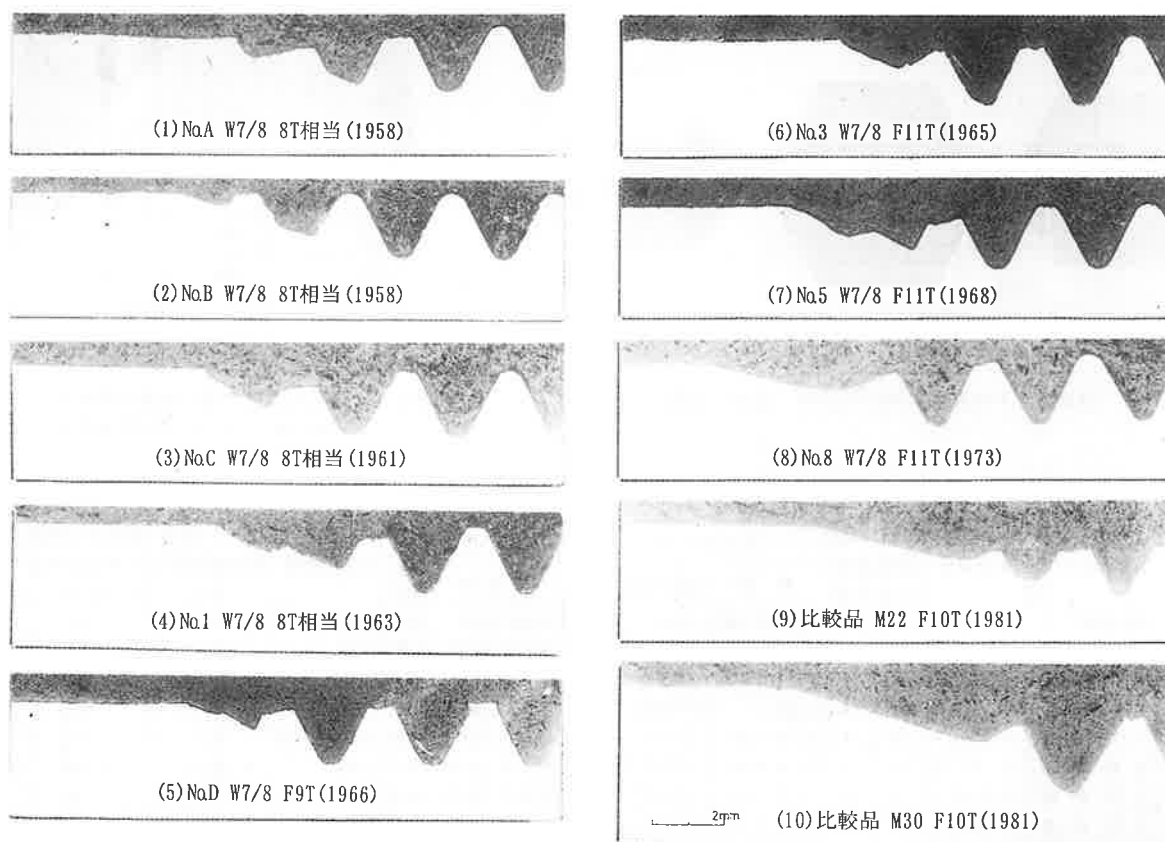 (1)No.A W7/8 8T相当(1958)
(2)No.B W7/8 8T相当(1958)
(3)No.C W7/8 8T相当(1961)
(4)No.1 W7/8 8T相当(1963)
(5)No.D W7/8 F9T(1966)
(6)No.3 W7/8 F11T(1965)
(7)No.5 W7/8 F11T(1968)
(8)No.8 W7/8 F11T(1973)
(9)比較品 M22 F10T(1981)
2mm
(10)比較品 M30 F10T(1981)